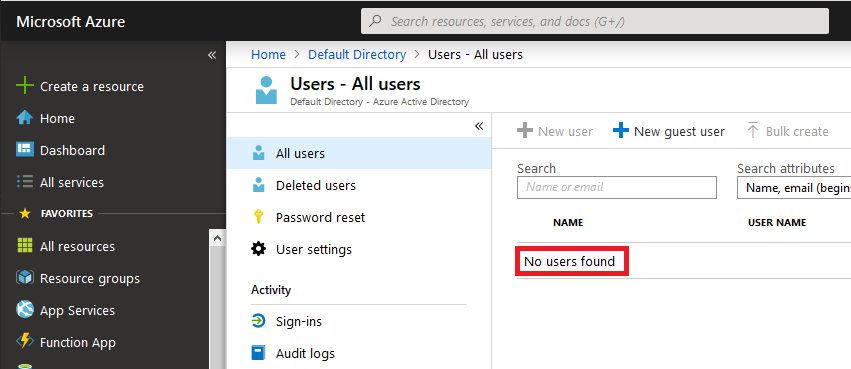 Microsoft Azure
Search resources, services, and docs (G+/)
«
Create a resource
Home
Dashboard
All services
FAVORITES
All resources
Resource groups
App Services
Function App
Home > Default Directory > Users - All users
Users - All users
Default Directory - Azure Active Directory
«
All users
Deleted users
Password reset
User settings
Activity
Sign-ins
Audit logs
New user
New guest user
Bulk create
Search
Search attributes
Name or email
Name, email (begin
NAME
USER NAME
No users found